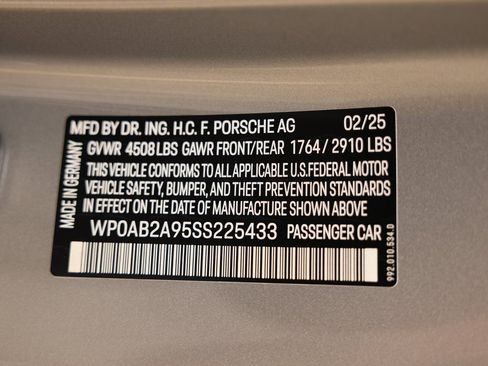 MFD BY DR. ING. H.C. F. PORSCHE AG 02/25
GVWR 4508 LBS GAWR FRONT/REAR 1764/2910 LBS
THIS VEHICLE CONFORMS TO ALL APPLICABLE U.S. FEDERAL MOTOR
VEHICLE SAFETY, BUMPER, AND THEFT PREVENTION STANDARDS
IN EFFECT ON THE DATE OF MANUFACTURE SHOWN ABOVE
WP0AB2A95SS225433 PASSENGER CAR
MADE IN GERMANY
992.010.534.D